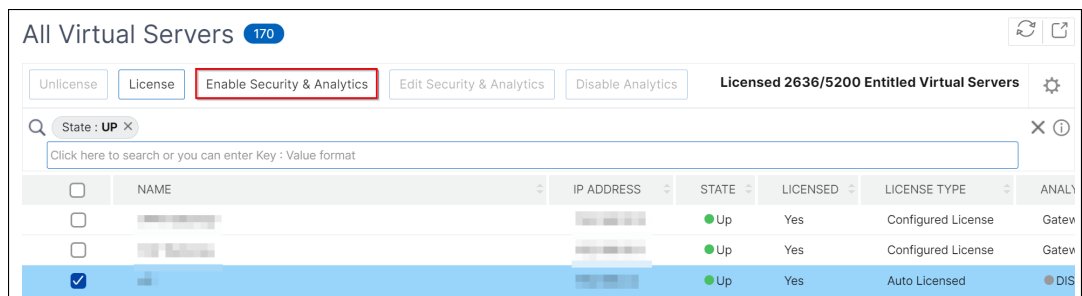 All Virtual Servers 170
Unlicense License Enable Security & Analytics Edit Security & Analytics Disable Analytics Licensed 2636/5200 Entitled Virtual Servers
State : UP
Click here to search or you can enter Key : Value format
NAME IP ADDRESS STATE LICENSED LICENSE TYPE ANALY
Up Yes Configured License Gatew
Up Yes Configured License Gatew
Up Yes Auto Licensed DIS